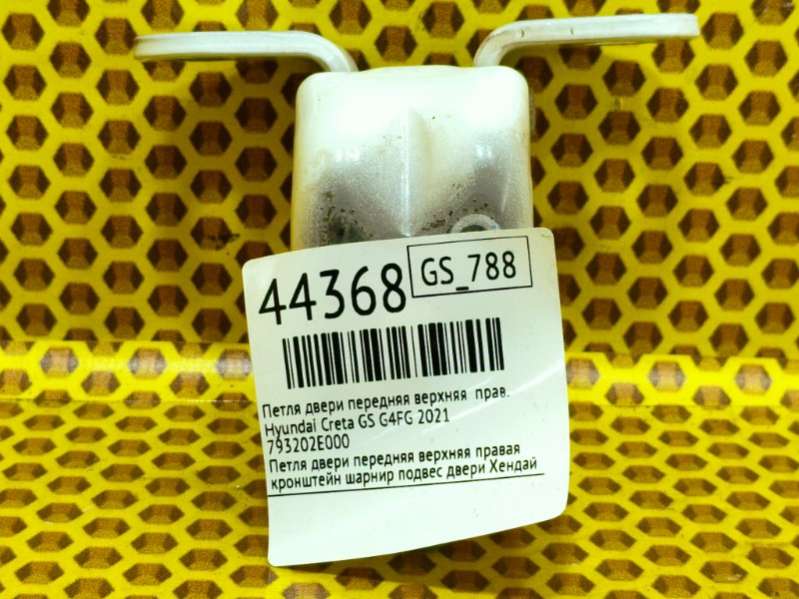 44368 GS_788
Петля двери передняя верхняя прав.
Hyundai Creta GS G4FG 2021
793202E000
Петля двери передняя верхняя правая
кронштейн шарнир подвес двери Хендай